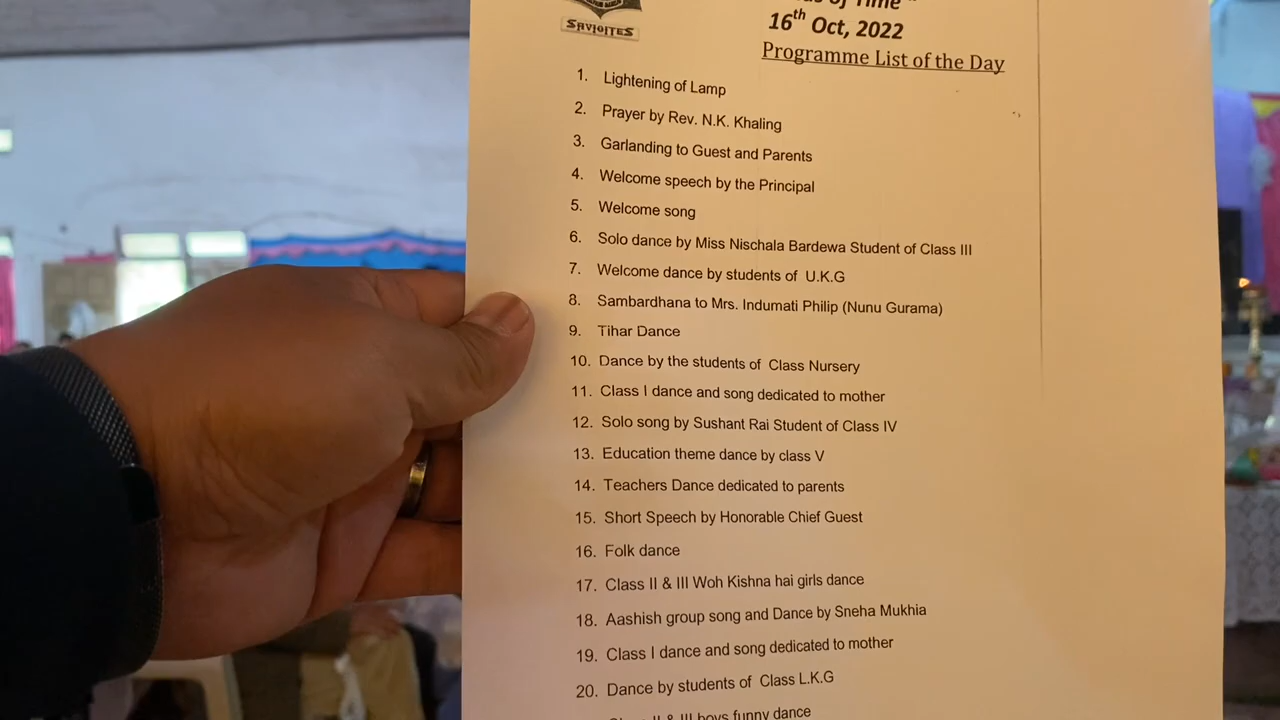 of Time "
SAVIOITES
16th Oct, 2022
Programme List of the Day
1. Lightening of Lamp
2. Prayer by Rev. N.K. Khaling
3. Garlanding to Guest and Parents
4. Welcome speech by the Principal
5. Welcome song
6. Solo dance by Miss Nischala Bardewa Student of Class III
7. Welcome dance by students of U.K.G
8. Sambardhana to Mrs. Indumati Philip (Nunu Gurama)
9. Tihar Dance
10. Dance by the students of Class Nursery
11. Class I dance and song dedicated to mother
12. Solo song by Sushant Rai Student of Class IV
13. Education theme dance by class V
14. Teachers Dance dedicated to parents
15. Short Speech by Honorable Chief Guest
16. Folk dance
17. Class II & III Woh Kishna hai girls dance
18. Aashish group song and Dance by Sneha Mukhia
19. Class I dance and song dedicated to mother
20. Dance by students of Class L.K.G
Class II & III boys funny dance